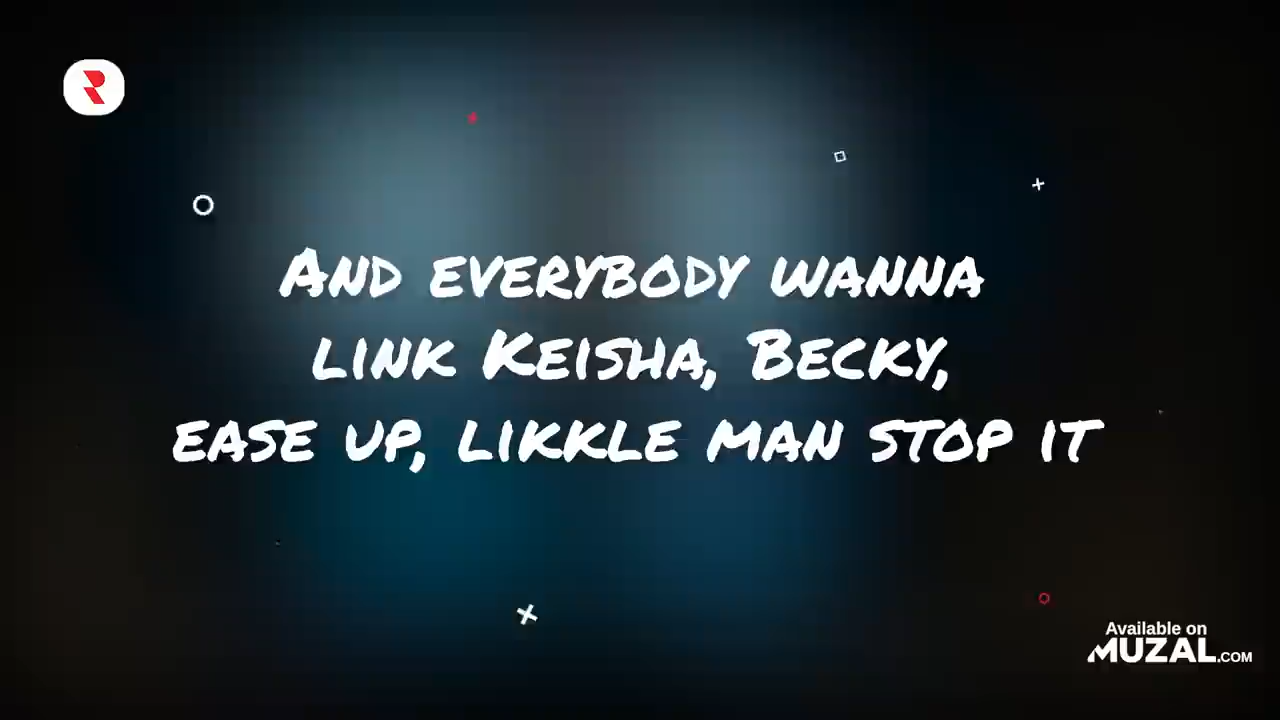 And everybody wanna
link Keisha, Becky,
ease up, likkle man stop it
Available on
MUZAL.COM